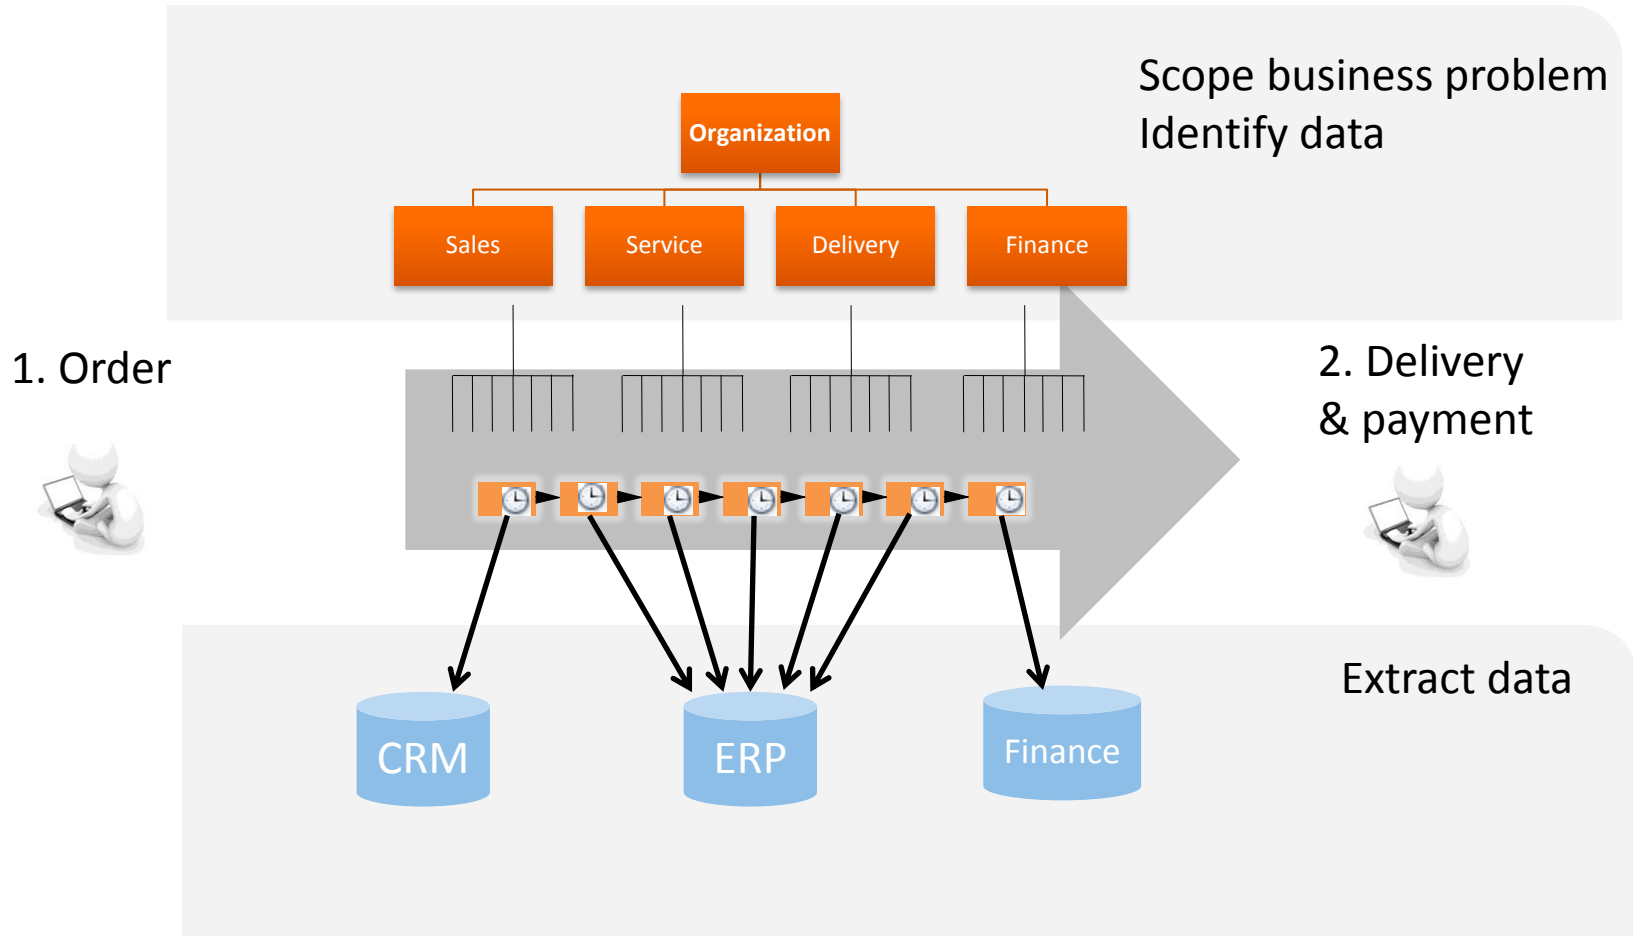 Scope business problem
Identify data
Organization
Sales
Service
Delivery
Finance
1. Order
2. Delivery
& payment
Extract data
CRM
ERP
Finance